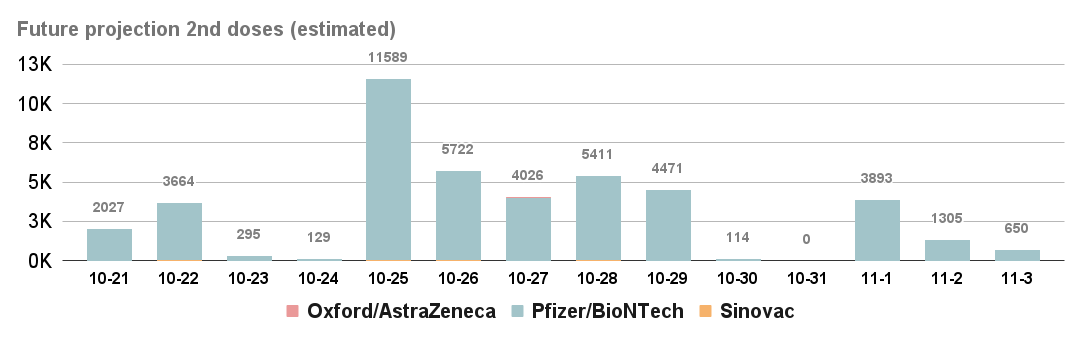 Future projection 2nd doses (estimated)
13K
10K
8K
5K
3K
0K
2027
3664
295
129
11589
5722
4026
5411
4471
114
0
3893
1305
650
10-21 10-22 10-23 10-24 10-25 10-26 10-27 10-28 10-29 10-30 10-31 11-1 11-2 11-3
Oxford/AstraZeneca Pfizer/BioNTech Sinovac